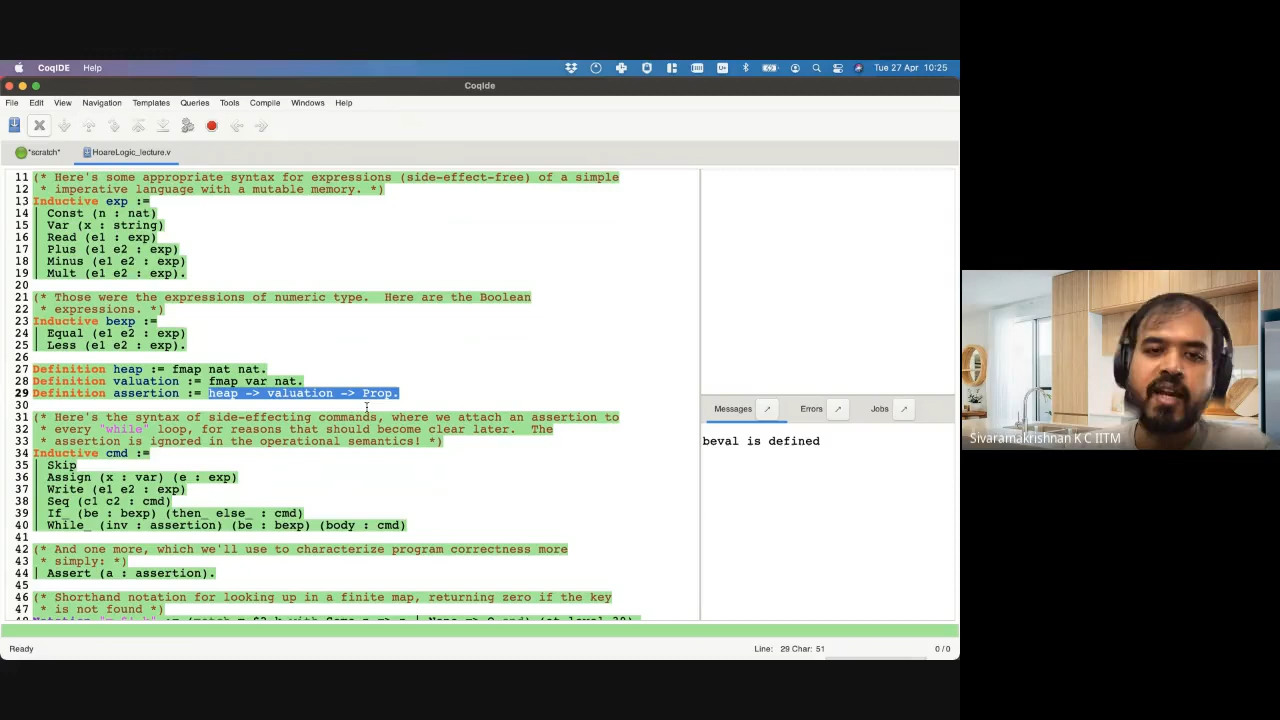 CoqIDE Help
Tue 27 Apr 10:25
CoqIde
File Edit View Navigation Templates Queries Tools Compile Windows Help
*scratch* HoareLogic_lecture.v
11 (* Here's some appropriate syntax for expressions (side-effect-free) of a simple
12 * imperative language with a mutable memory. *)
13 Inductive exp :=
14 | Const (n : nat)
15 | Var (x : string)
16 | Read (e1 : exp)
17 | Plus (e1 e2 : exp)
18 | Minus (e1 e2 : exp)
19 | Mult (e1 e2 : exp).
20
21 (* Those were the expressions of numeric type.  Here are the Boolean
22 * expressions. *)
23 Inductive bexp :=
24 | Equal (e1 e2 : exp)
25 | Less (e1 e2 : exp).
26
27 Definition heap := fmap nat nat.
28 Definition valuation := fmap var nat.
29 Definition assertion := heap -> valuation -> Prop.
30
31 (* Here's the syntax of side-effecting commands, where we attach an assertion to
32 * every "while" loop, for reasons that should become clear later.  The
33 * assertion is ignored in the operational semantics! *)
34 Inductive cmd :=
35 | Skip
36 | Assign (x : var) (e : exp)
37 | Write (e1 e2 : exp)
38 | Seq (c1 c2 : cmd)
39 | If_ (be : bexp) (then_ else_ : cmd)
40 | While_ (inv : assertion) (be : bexp) (body : cmd)
41
42 (* And one more, which we'll use to characterize program correctness more
43 * simply: *)
44 | Assert (a : assertion).
45
46 (* Shorthand notation for looking up in a finite map, returning zero if the key
47 * is not found *)
Messages Errors Jobs
beval is defined
Sivaramakrishnan K C IITM
Ready Line: 29 Char: 51 0 / 0